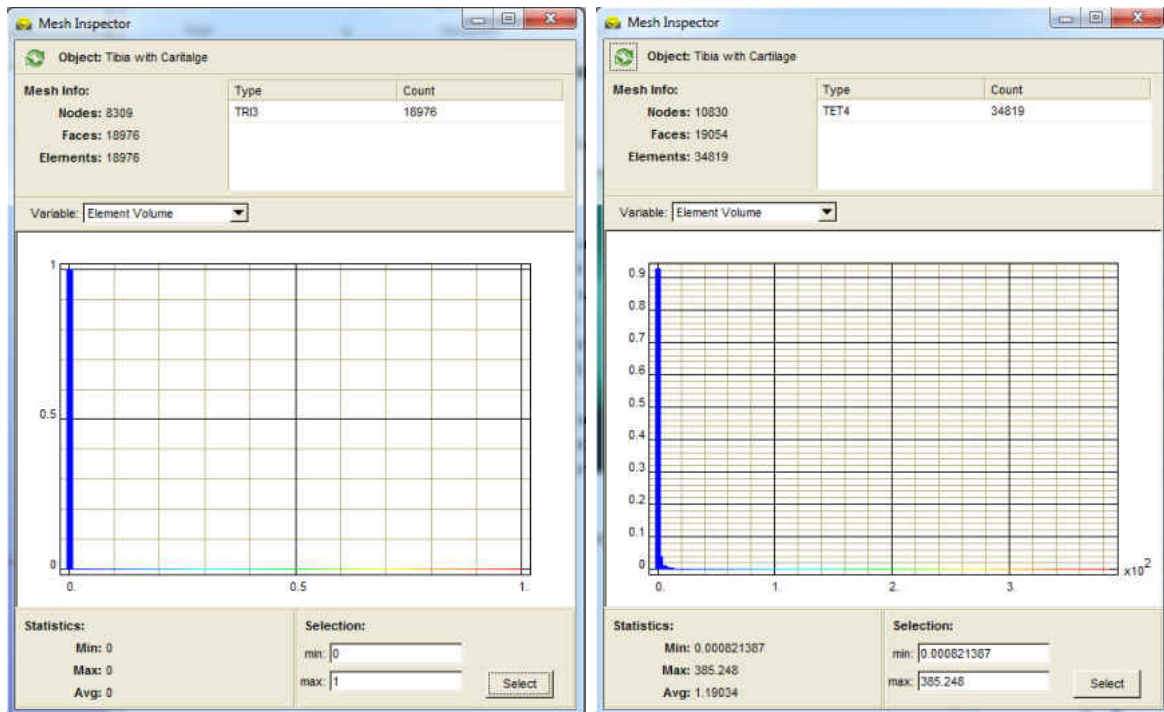 Mesh Inspector
Object: Tibia with Caritalge
Mesh Info:
Nodes: 8309
Faces: 18976
Elements: 18976
Type Count
TRI3 18976
Variable: Element Volume
1
0.5
0
0. 0.5 1.
Statistics:
Min: 0
Max: 0
Avg: 0
Selection:
min: 0
max: 1
Select
Mesh Inspector
Object: Tibia with Cartilage
Mesh Info:
Nodes: 10830
Faces: 19054
Elements: 34819
Type Count
TET4 34819
Variable: Element Volume
0.9
0.8
0.7
0.6
0.5
0.4
0.3
0.2
0.1
0
0. 1. 2. 3. x10²
Statistics:
Min: 0.000821387
Max: 385.248
Avg: 1.19034
Selection:
min: 0.000821387
max: 385.248
Select